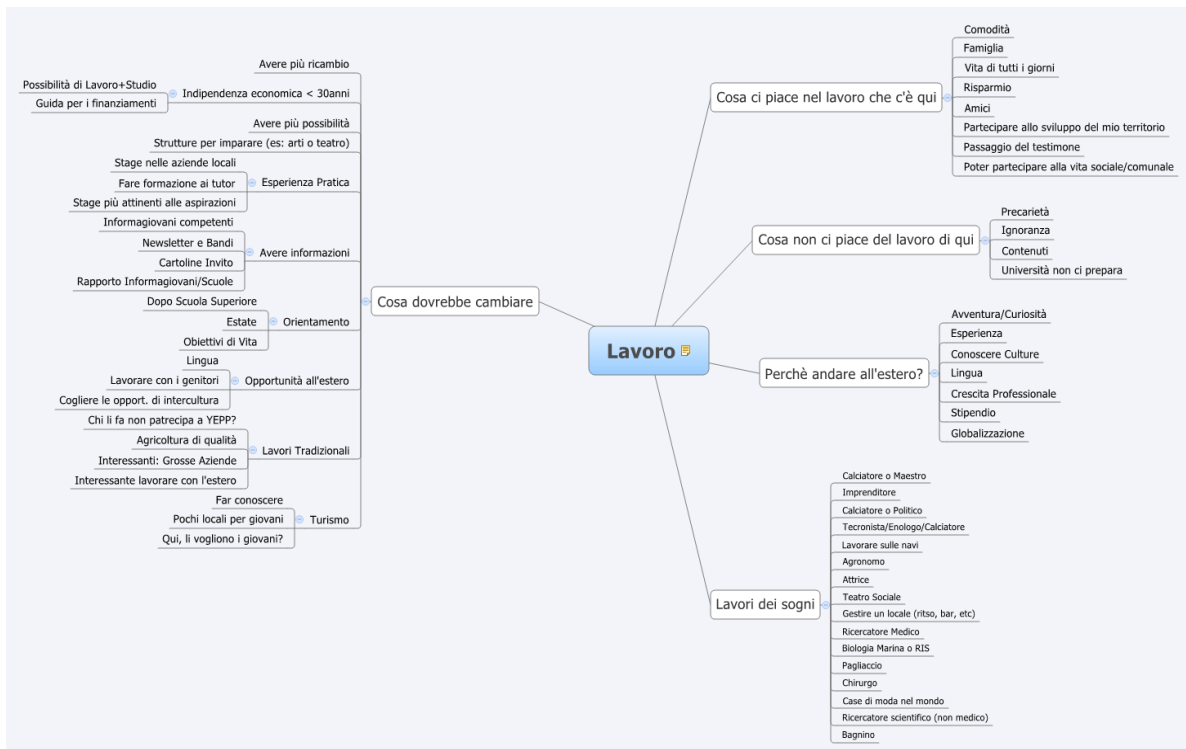 Lavoro
Cosa ci piace nel lavoro che c'è qui
Comodità
Famiglia
Vita di tutti i giorni
Risparmio
Amici
Partecipare allo sviluppo del mio territorio
Passaggio del testimone
Poter partecipare alla vita sociale/comunale
Cosa non ci piace del lavoro di qui
Precarietà
Ignoranza
Contenuti
Università non ci prepara
Perchè andare all'estero?
Avventura/Curiosità
Esperienza
Conoscere Culture
Lingua
Crescita Professionale
Stipendio
Globalizzazione
Lavori dei sogni
Calciatore o Maestro
Imprenditore
Calciatore o Politico
Tecronista/Enologo/Calciatore
Lavorare sulle navi
Agronomo
Attrice
Teatro Sociale
Gestire un locale (ritso, bar, etc)
Ricercatore Medico
Biologia Marina o RIS
Pagliaccio
Chirurgo
Case di moda nel mondo
Ricercatore scientifico (non medico)
Bagnino
Cosa dovrebbe cambiare
Avere più ricambio
Indipendenza economica < 30anni
Possibilità di Lavoro+Studio
Guida per i finanziamenti
Avere più possibilità
Strutture per imparare (es: arti o teatro)
Esperienza Pratica
Stage nelle aziende locali
Fare formazione ai tutor
Stage più attinenti alle aspirazioni
Avere informazioni
Informagiovani competenti
Newsletter e Bandi
Cartoline Invito
Rapporto Informagiovani/Scuole
Orientamento
Dopo Scuola Superiore
Estate
Obiettivi di Vita
Opportunità all'estero
Lingua
Lavorare con i genitori
Cogliere le opport. di intercultura
Lavori Tradizionali
Chi li fa non patrecipa a YEPP?
Agricoltura di qualità
Interessanti: Grosse Aziende
Interessante lavorare con l'estero
Turismo
Far conoscere
Pochi locali per giovani
Qui, li vogliono i giovani?